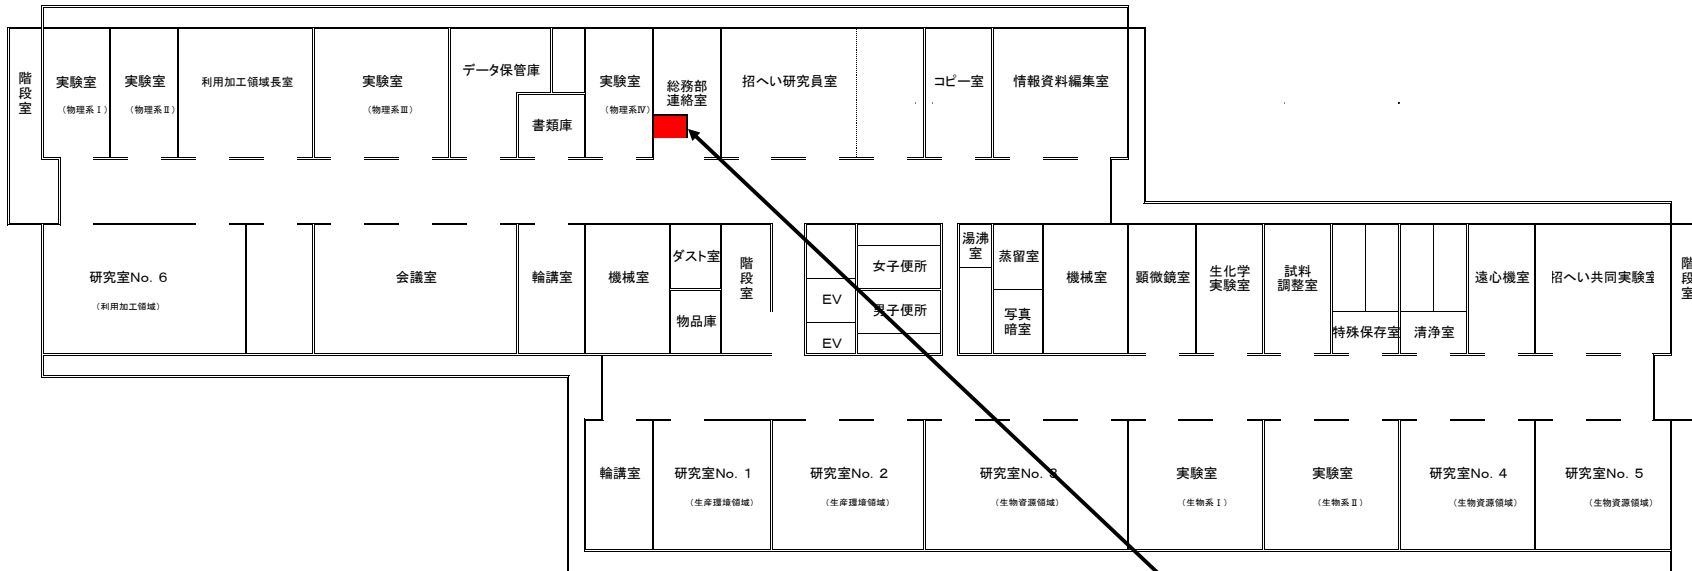 階段室
実験室
（物理系Ⅰ）
実験室
（物理系Ⅱ）
利用加工領域長室
実験室
（物理系Ⅲ）
データ保管庫
書類庫
実験室
（物理系Ⅳ）
総務部
連絡室
招へい研究員室
コピー室
情報資料編集室
研究室No. 6
（利用加工領域）
会議室
輪講室
機械室
ダスト室
物品庫
階段室
EV
EV
女子便所
男子便所
湯沸室
蒸留室
写真
暗室
機械室
顕微鏡室
生化学
実験室
試料
調整室
特殊保存室
清浄室
遠心機室
招へい共同実験室
階段室
輪講室
研究室No. 1
（生産環境領域）
研究室No. 2
（生産環境領域）
研究室No. 3
（生物資源領域）
実験室
（生物系Ⅰ）
実験室
（生物系Ⅱ）
研究室No. 4
（生物資源領域）
研究室No. 5
（生物資源領域）